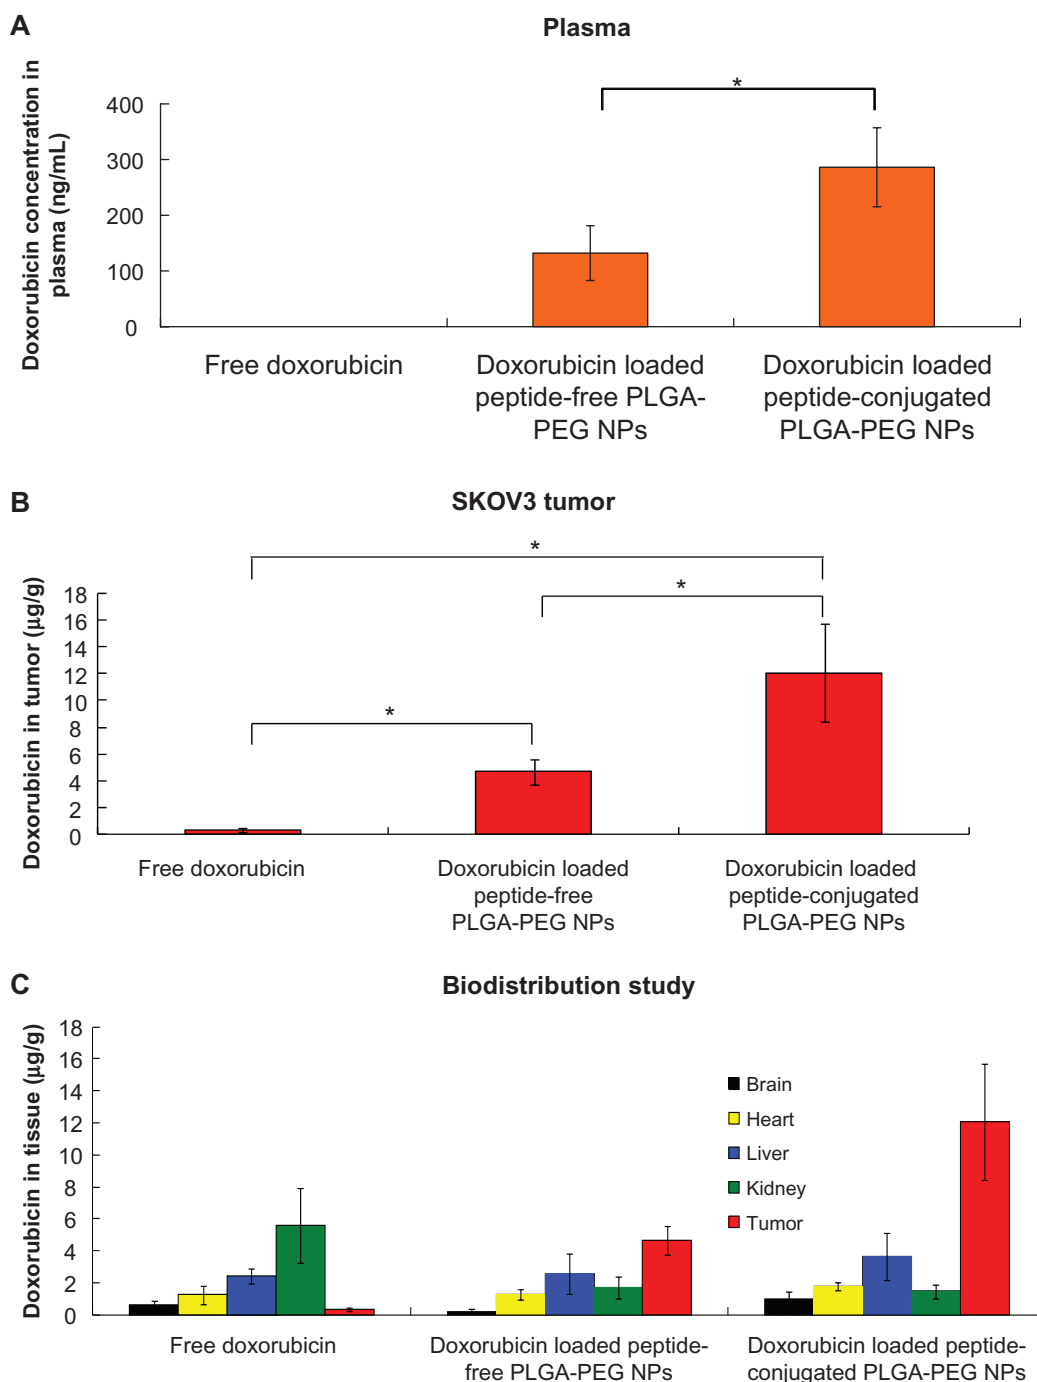 A
Plasma
Doxorubicin concentration in
plasma (ng/mL)
400
300
200
100
0
*
Free doxorubicin
Doxorubicin loaded
peptide-free PLGA-
PEG NPs
Doxorubicin loaded
peptide-conjugated
PLGA-PEG NPs
B
SKOV3 tumor
Doxorubicin in tumor (μg/g)
18
16
14
12
10
8
6
4
2
0
*
*
*
Free doxorubicin
Doxorubicin loaded
peptide-free
PLGA-PEG NPs
Doxorubicin loaded
peptide-conjugated
PLGA-PEG NPs
C
Biodistribution study
Doxorubicin in tissue (μg/g)
18
16
14
12
10
8
6
4
2
0
Brain
Heart
Liver
Kidney
Tumor
Free doxorubicin
Doxorubicin loaded peptide-
free PLGA-PEG NPs
Doxorubicin loaded peptide-
conjugated PLGA-PEG NPs